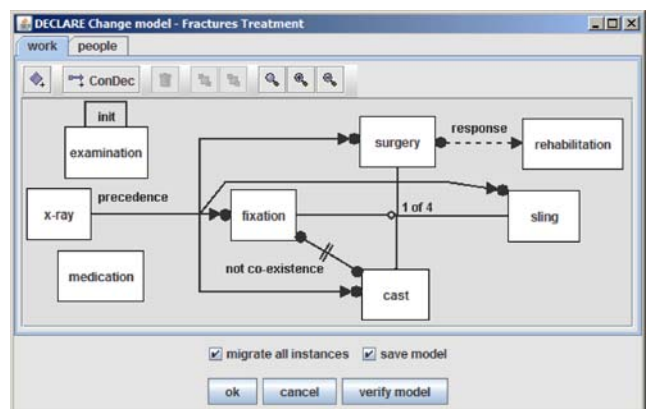 DECLARE Change model - Fractures Treatment
work people
ConDec
init
examination
surgery
response
rehabilitation
precedence
x-ray
fixation
1 of 4
sling
not co-existence
medication
cast
migrate all instances save model
ok cancel verify model